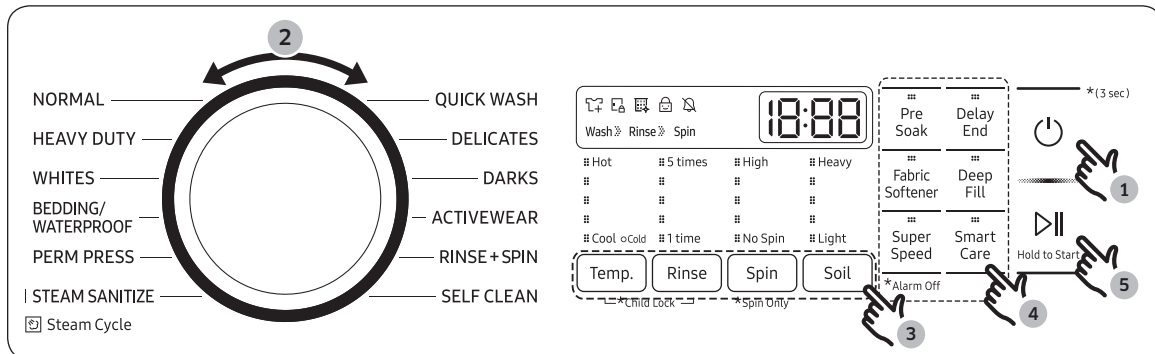 2
NORMAL
HEAVY DUTY
WHITES
BEDDING/
WATERPROOF
PERM PRESS
STEAM SANITIZE
Steam Cycle
QUICK WASH
DELICATES
DARKS
ACTIVEWEAR
RINSE+SPIN
SELF CLEAN
18:88
Wash » Rinse » Spin
Hot 5 times High Heavy
Cool Cold 1 time No Spin Light
Temp. Rinse Spin Soil
*Child Lock *Spin Only
3
Pre
Soak
Delay
End
Fabric
Softener
Deep
Fill
Super
Speed
Smart
Care
*Alarm Off
4
*(3 sec)
1
Hold to Start
5